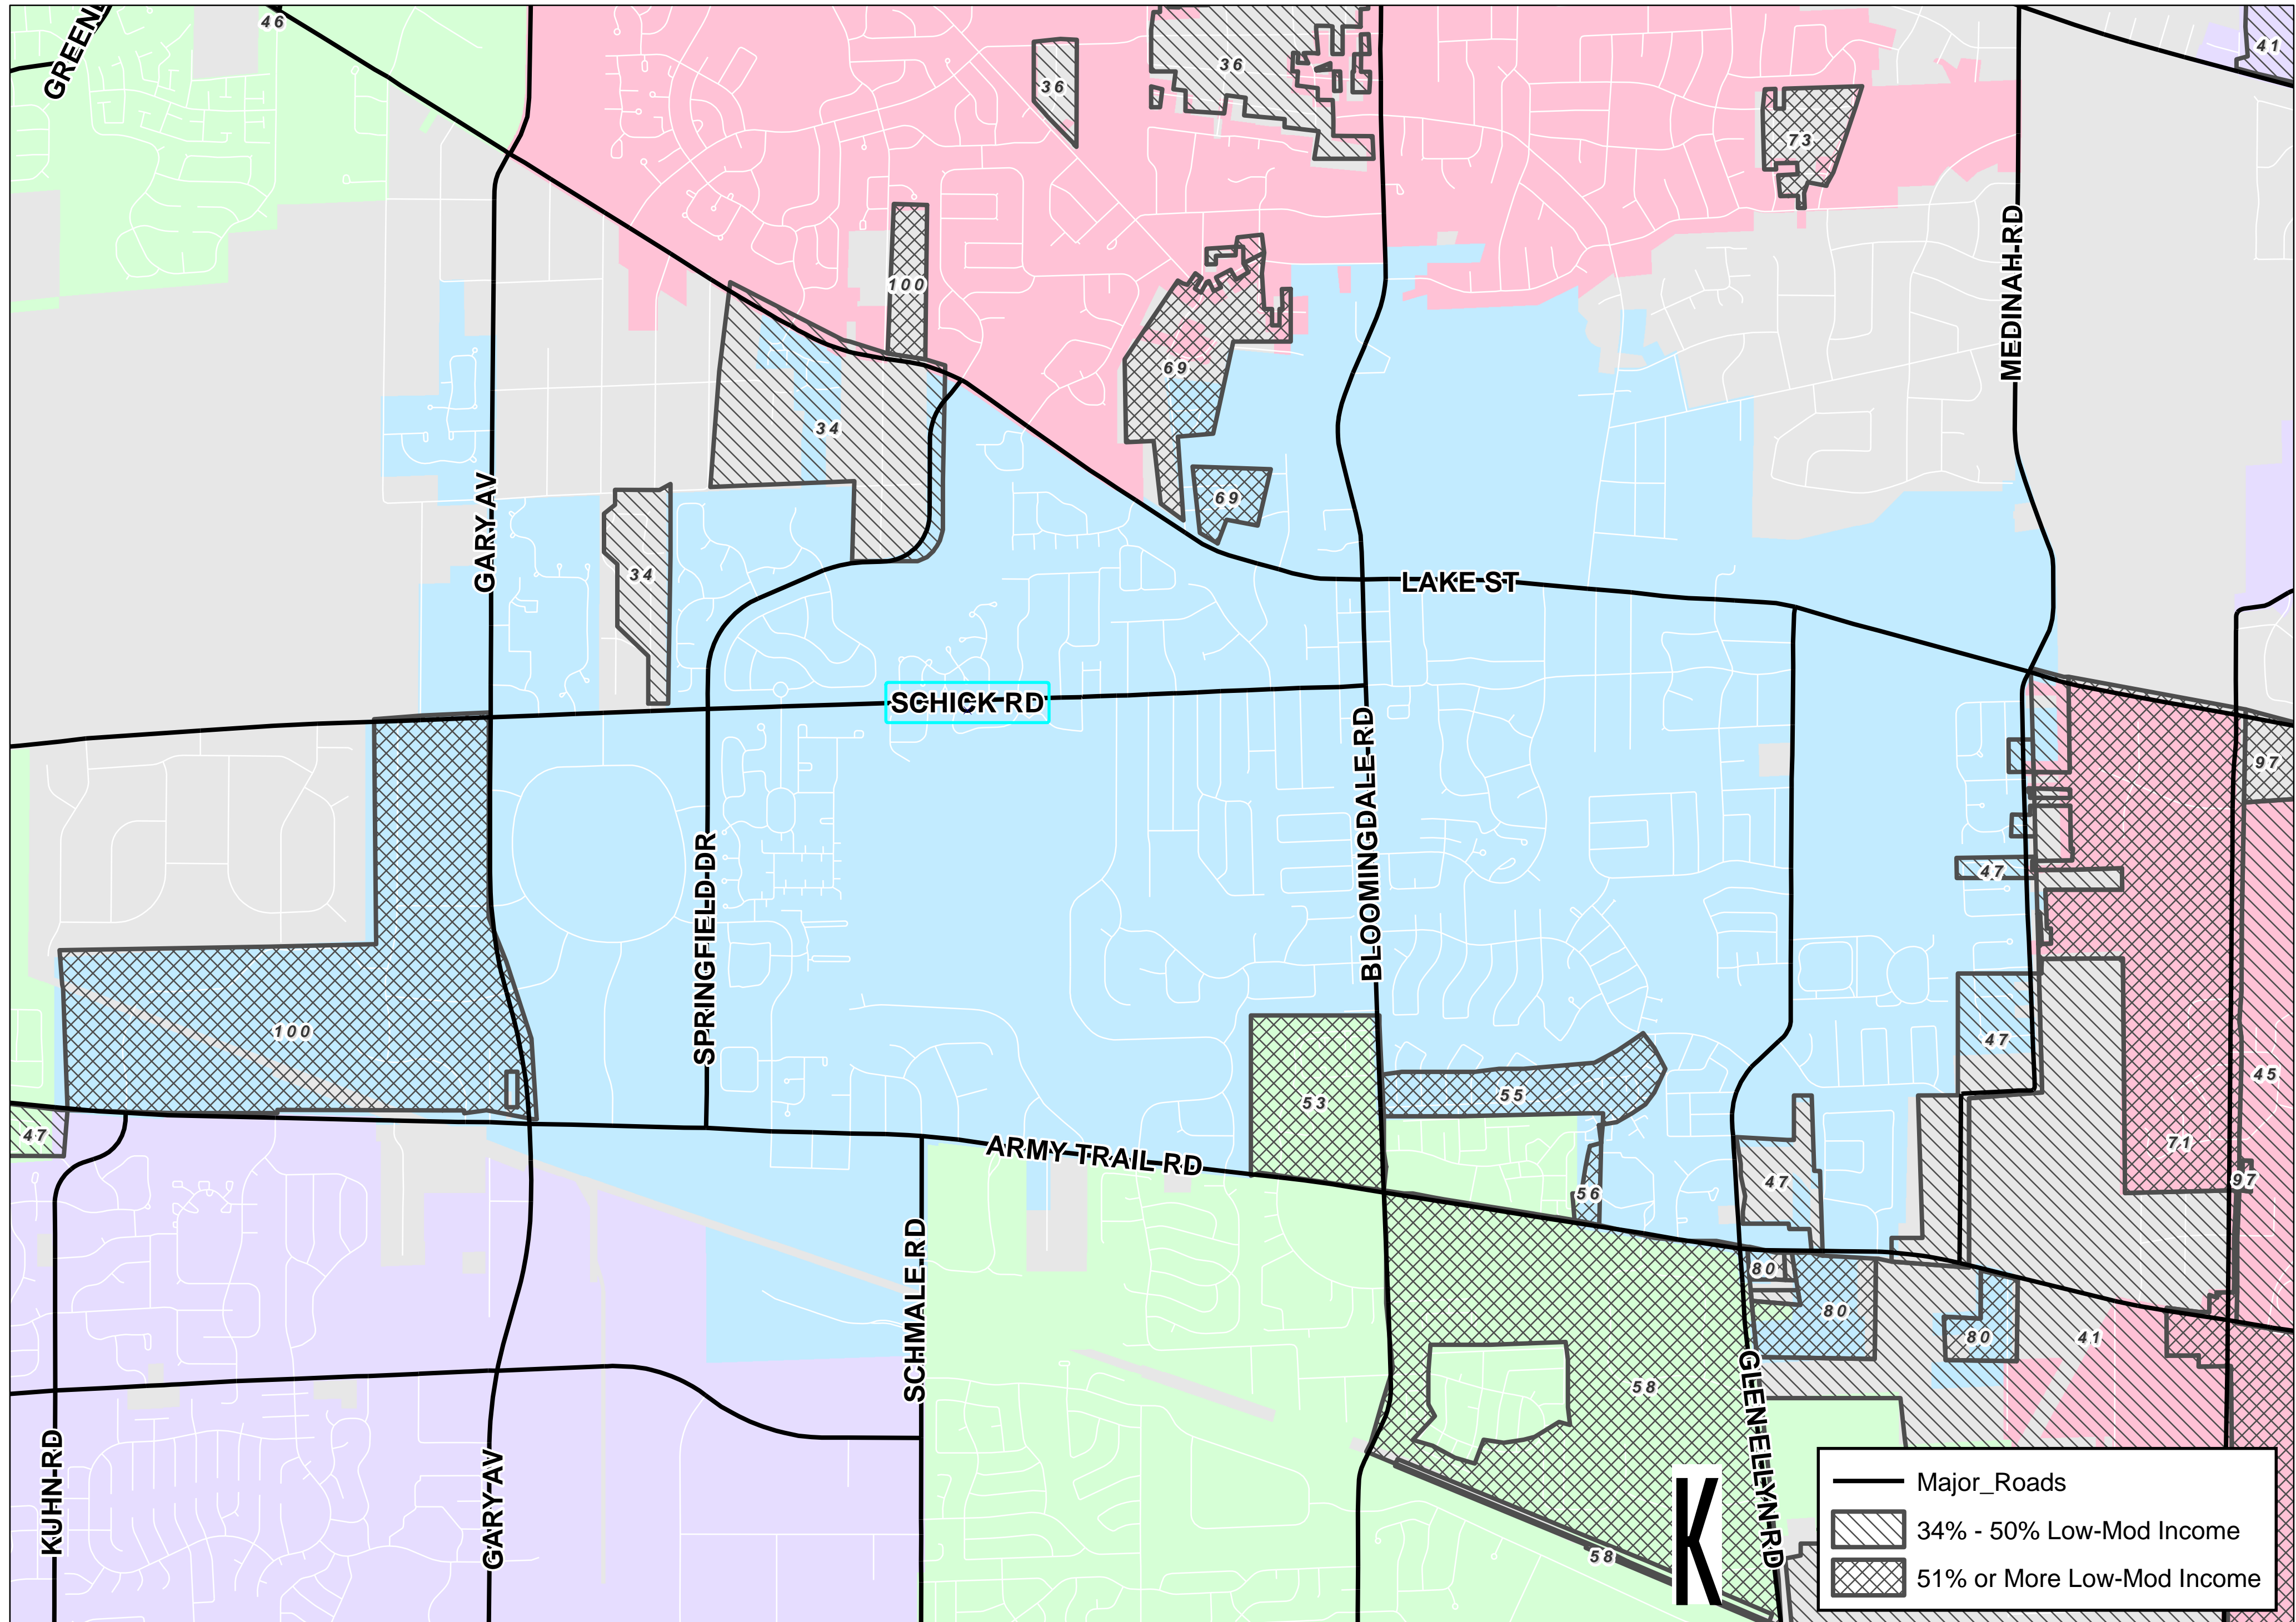 GREENE
46
36
36
41
73
MEDINAH RD
100
69
34
69
GARY AV
34
LAKE ST
SCHICK RD
BLOOMINGDALE RD
97
SPRINGFIELD DR
47
100
47
53
55
45
47
ARMY TRAIL RD
71
56
47
97
SCHMALE RD
80
80
80
41
58
GLEN ELLYN RD
KUHN RD
GARY AV
58
K
Major_Roads
34% - 50% Low-Mod Income
51% or More Low-Mod Income